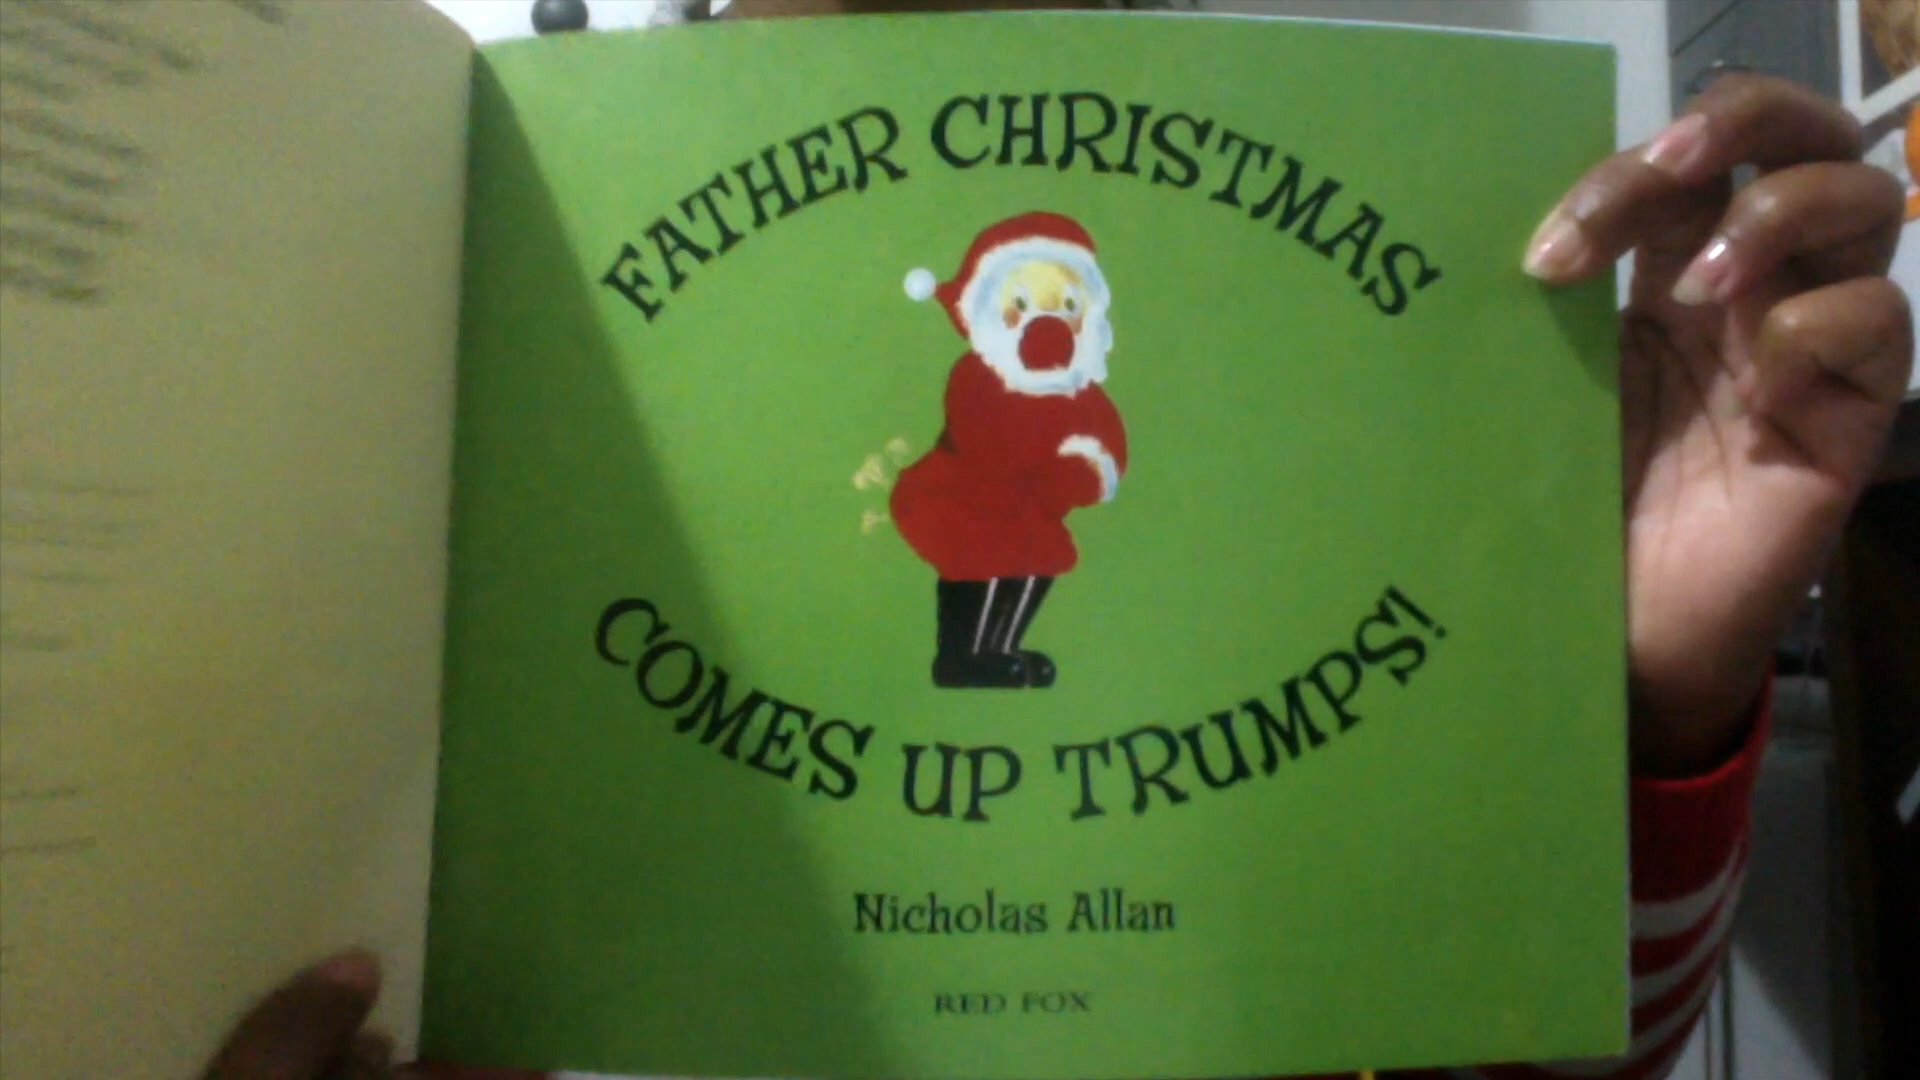 FATHER CHRISTMAS
COMES UP TRUMPS!
Nicholas Allan
RED FOX